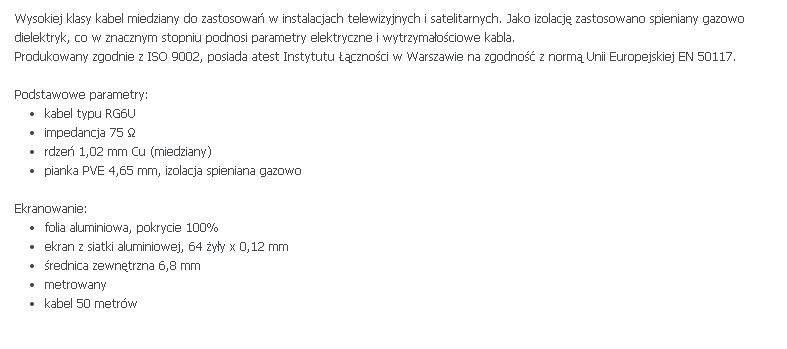 Wysokiej klasy kabel miedziany do zastosowań w instalacjach telewizyjnych i satelitarnych. Jako izolację zastosowano spieniany gazowo
dielektryk, co w znacznym stopniu podnosi parametry elektryczne i wytrzymałościowe kabla.
Produkowany zgodnie z ISO 9002, posiada atest Instytutu Łączności w Warszawie na zgodność z normą Unii Europejskiej EN 50117.
Podstawowe parametry:
• kabel typu RG6U
• impedancja 75 Ω
• rdzeń 1,02 mm Cu (miedziany)
• pianka PVE 4,65 mm, izolacja spieniana gazowo
Ekranowanie:
• folia aluminiowa, pokrycie 100%
• ekran z siatki aluminiowej, 64 żyły x 0,12 mm
• średnica zewnętrzna 6,8 mm
• metrowany
• kabel 50 metrów